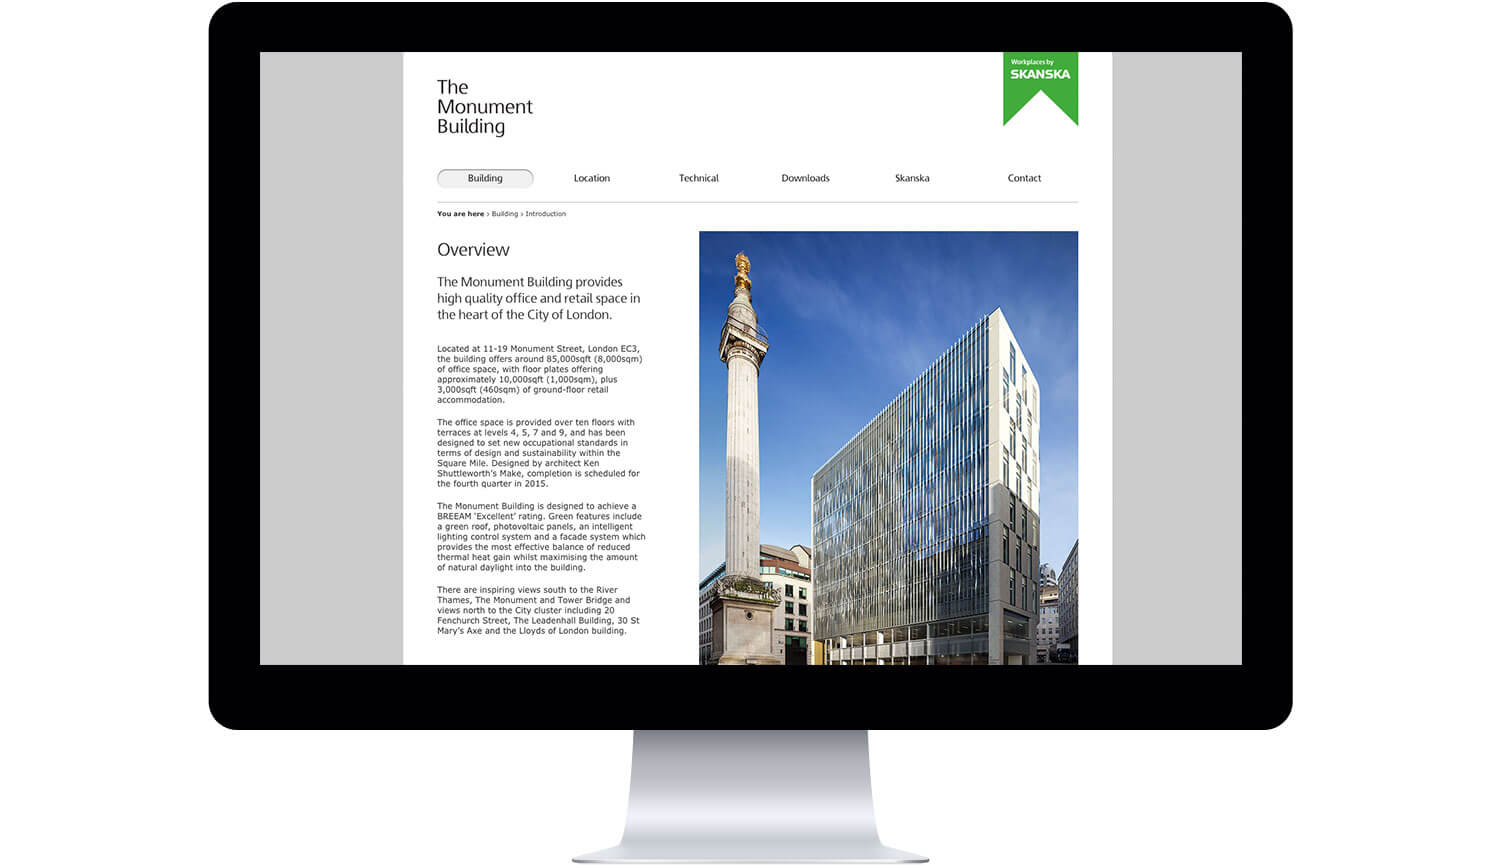 The
Monument
Building
Workplaces by
SKANSKA
Building
Location
Technical
Downloads
Skanska
Contact
You are here > Building > Introduction
Overview
The Monument Building provides
high quality office and retail space in
the heart of the City of London.
Located at 11-19 Monument Street, London EC3,
the building offers around 85,000sqft (8,000sqm)
of office space, with floor plates offering
approximately 10,000sqft (1,000sqm), plus
3,000sqft (460sqm) of ground-floor retail
accommodation.
The office space is provided over ten floors with
terraces at levels 4, 5, 7 and 9, and has been
designed to set new occupational standards in
terms of design and sustainability within the
Square Mile. Designed by architect Ken
Shuttleworth's Make, completion is scheduled for
the fourth quarter in 2015.
The Monument Building is designed to achieve a
BREEAM 'Excellent' rating. Green features include
a green roof, photovoltaic panels, an intelligent
lighting control system and a facade system which
provides the most effective balance of reduced
thermal heat gain whilst maximising the amount
of natural daylight into the building.
There are inspiring views south to the River
Thames, The Monument and Tower Bridge and
views north to the City cluster including 20
Fenchurch Street, The Leadenhall Building, 30 St
Mary's Axe and the Lloyds of London building.